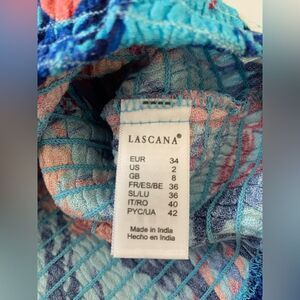 LASCANA®
EUR 34
US 2
GB 8
FR/ES/BE 36
SL/LU 36
IT/RO 40
РУС/UA 42
Made in India
Hecho en India